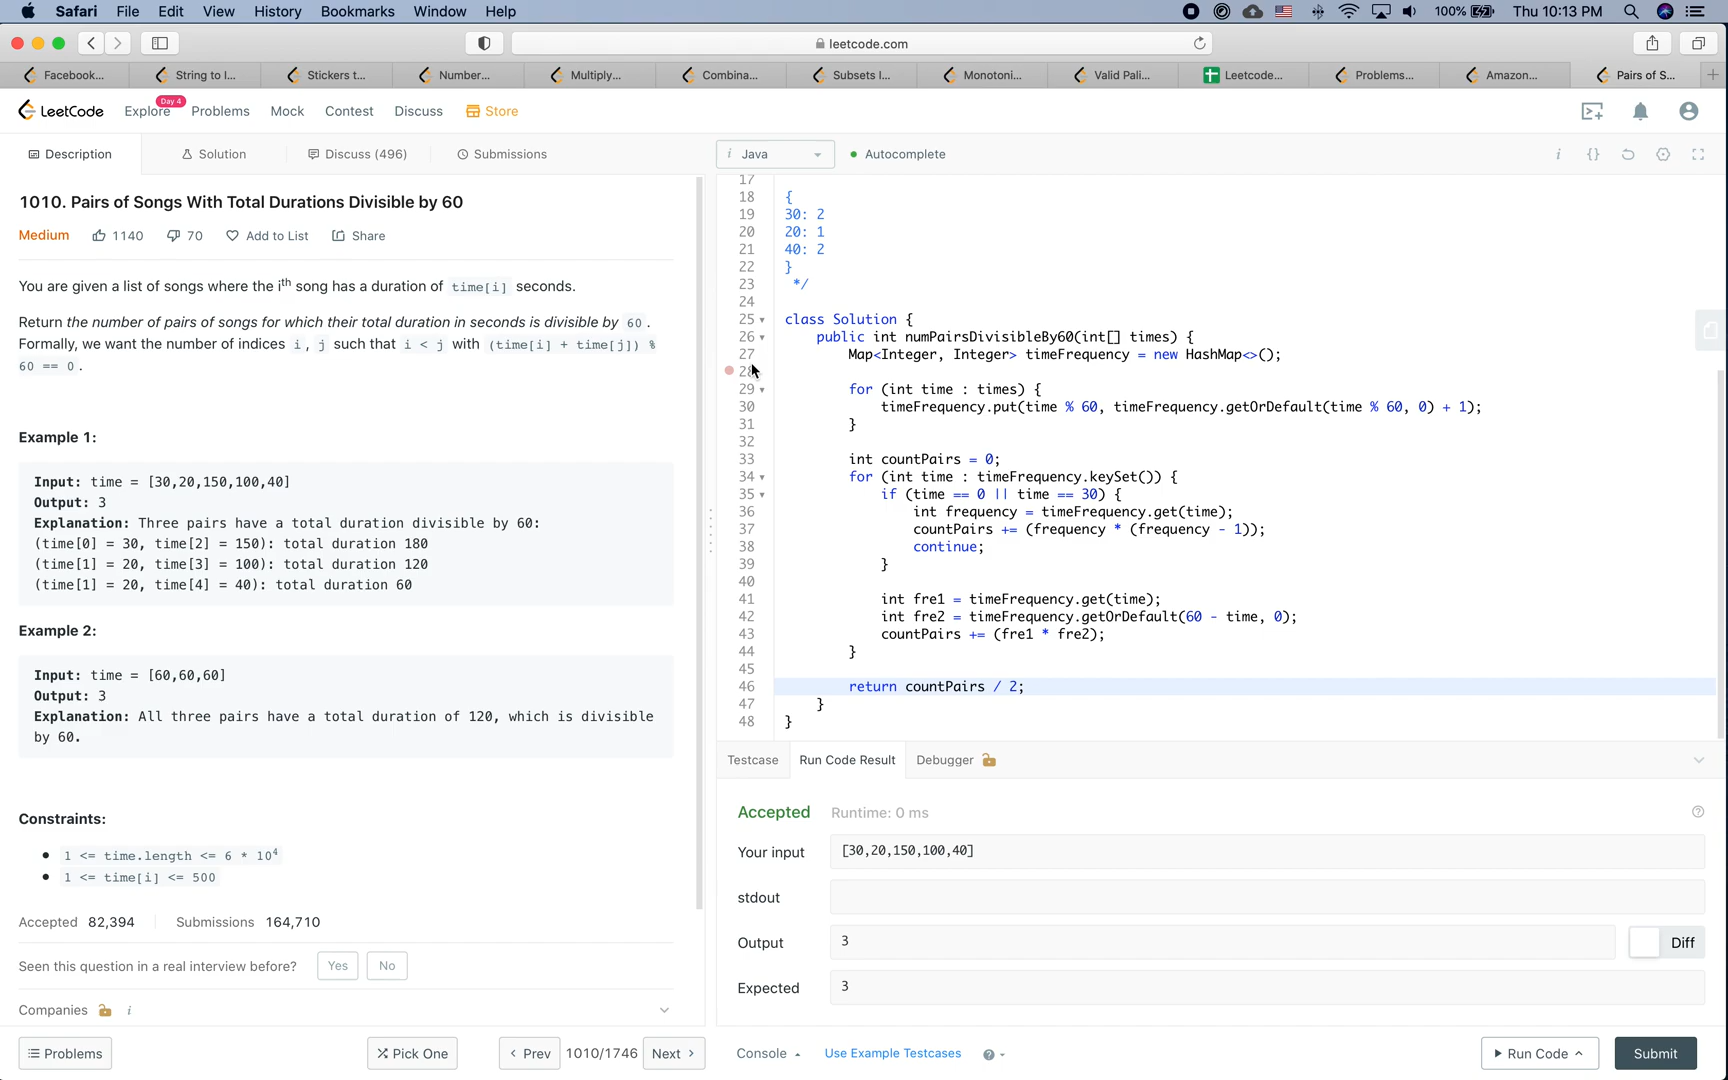 Safari File Edit View History Bookmarks Window Help 100% Thu 10:13 PM
leetcode.com
Facebook... String to I... Stickers t... Number... Multiply... Combina... Subsets I... Monotoni... Valid Pali... Leetcode... Problems... Amazon... Pairs of S...
LeetCode Explore Day 4 Problems Mock Contest Discuss Store
Description Solution Discuss (496) Submissions
1010. Pairs of Songs With Total Durations Divisible by 60
Medium 1140 70 Add to List Share
You are given a list of songs where the ith song has a duration of time[i] seconds.
Return the number of pairs of songs for which their total duration in seconds is divisible by 60 .
Formally, we want the number of indices i , j such that i < j with (time[i] + time[j]) %
60 == 0 .
Example 1:
Input: time = [30,20,150,100,40]
Output: 3
Explanation: Three pairs have a total duration divisible by 60:
(time[0] = 30, time[2] = 150): total duration 180
(time[1] = 20, time[3] = 100): total duration 120
(time[1] = 20, time[4] = 40): total duration 60
Example 2:
Input: time = [60,60,60]
Output: 3
Explanation: All three pairs have a total duration of 120, which is divisible
by 60.
Constraints:
1 <= time.length <= 6 * 10^4
1 <= time[i] <= 500
Accepted 82,394 Submissions 164,710
Seen this question in a real interview before? Yes No
Companies i
Problems Pick One < Prev 1010/1746 Next >
i Java Autocomplete i {}
17
18 {
19 30: 2
20 20: 1
21 40: 2
22 }
23 */
24
25 class Solution {
26 public int numPairsDivisibleBy60(int[] times) {
27 Map<Integer, Integer> timeFrequency = new HashMap<>();
28
29 for (int time : times) {
30 timeFrequency.put(time % 60, timeFrequency.getOrDefault(time % 60, 0) + 1);
31 }
32
33 int countPairs = 0;
34 for (int time : timeFrequency.keySet()) {
35 if (time == 0 || time == 30) {
36 int frequency = timeFrequency.get(time);
37 countPairs += (frequency * (frequency - 1));
38 continue;
39 }
40
41 int fre1 = timeFrequency.get(time);
42 int fre2 = timeFrequency.getOrDefault(60 - time, 0);
43 countPairs += (fre1 * fre2);
44 }
45
46 return countPairs / 2;
47 }
48 }
Testcase Run Code Result Debugger
Accepted Runtime: 0 ms
Your input [30,20,150,100,40]
stdout
Output 3 Diff
Expected 3
Console Use Example Testcases ? Run Code Submit